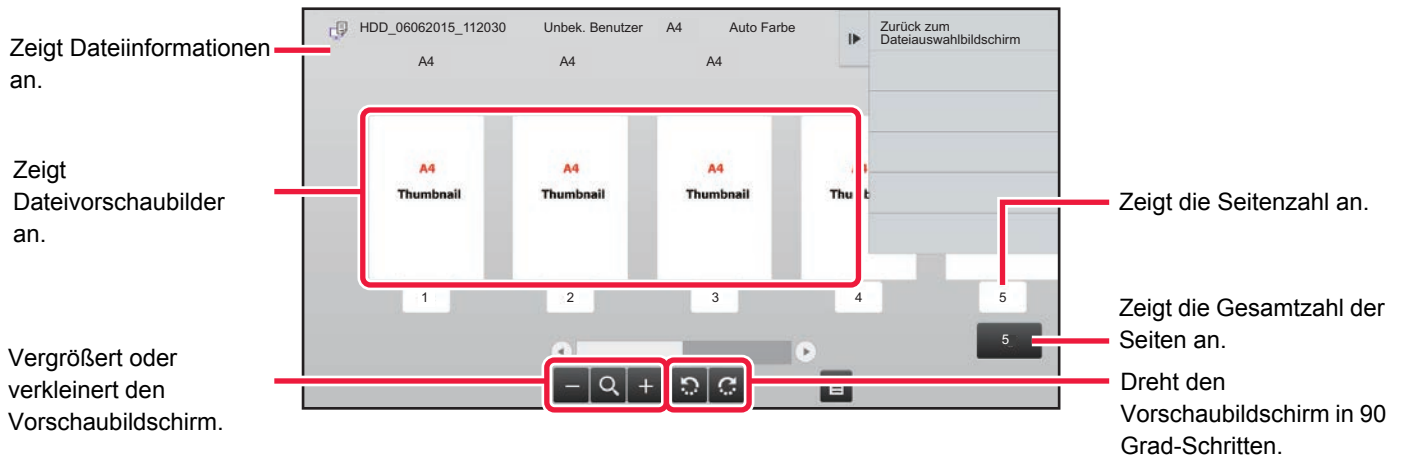 Zeigt Dateiinformationen
an.
Zeigt
Dateivorschaubilder
an.
Vergrößert oder
verkleinert den
Vorschaubildschirm.
HDD_06062015_112030 Unbek. Benutzer A4 Auto Farbe
A4 A4 A4
Zurück zum
Dateiauswahlbildschirm
A4 A4 A4
Thumbnail Thumbnail Thumbnail
1 2 3 4 5
5
Zeigt die Seitenzahl an.
Zeigt die Gesamtzahl der
Seiten an.
Dreht den
Vorschaubildschirm in 90
Grad-Schritten.